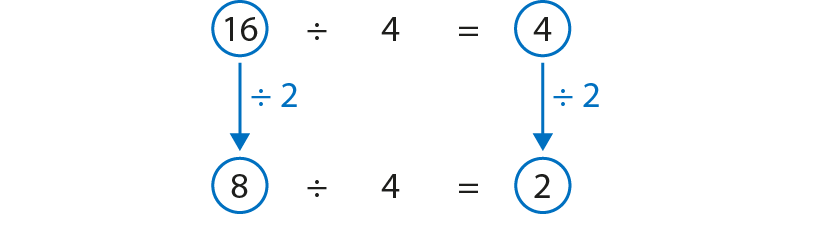 16 ÷ 4 = 4
÷ 2 ÷ 2
8 ÷ 4 = 2